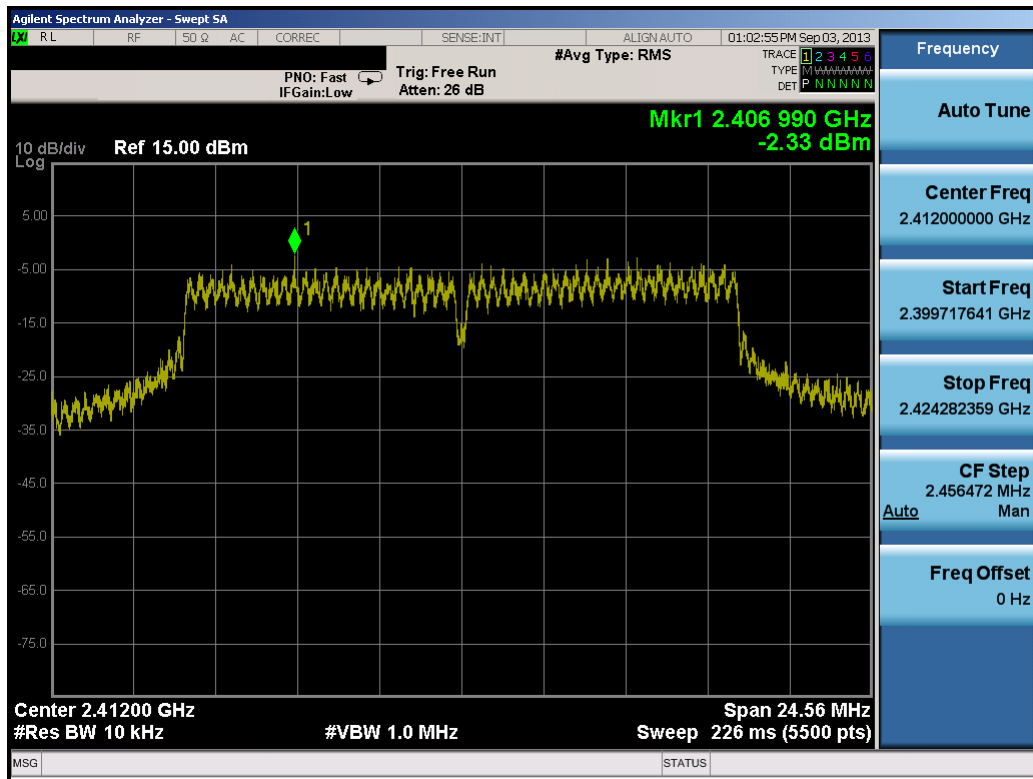 Agilent Spectrum Analyzer - Swept SA
LXI RL RF 50 Ω AC CORREC SENSE:INT ALIGN AUTO 01:02:55 PM Sep 03, 2013
#Avg Type: RMS
TRACE 1 2 3 4 5 6
PNO: Fast Trig: Free Run
TYPE M W W W W W
IFGain:Low Atten: 26 dB
DET P N N N N N
Mkr1 2.406 990 GHz
-2.33 dBm
10 dB/div Ref 15.00 dBm
Log
1
5.00
-5.00
-15.0
-25.0
-35.0
-45.0
-55.0
-65.0
-75.0
Center 2.41200 GHz Span 24.56 MHz
#Res BW 10 kHz #VBW 1.0 MHz Sweep 226 ms (5500 pts)
MSG STATUS
Frequency
Auto Tune
Center Freq
2.412000000 GHz
Start Freq
2.399717641 GHz
Stop Freq
2.424282359 GHz
CF Step
2.456472 MHz
Auto Man
Freq Offset
0 Hz